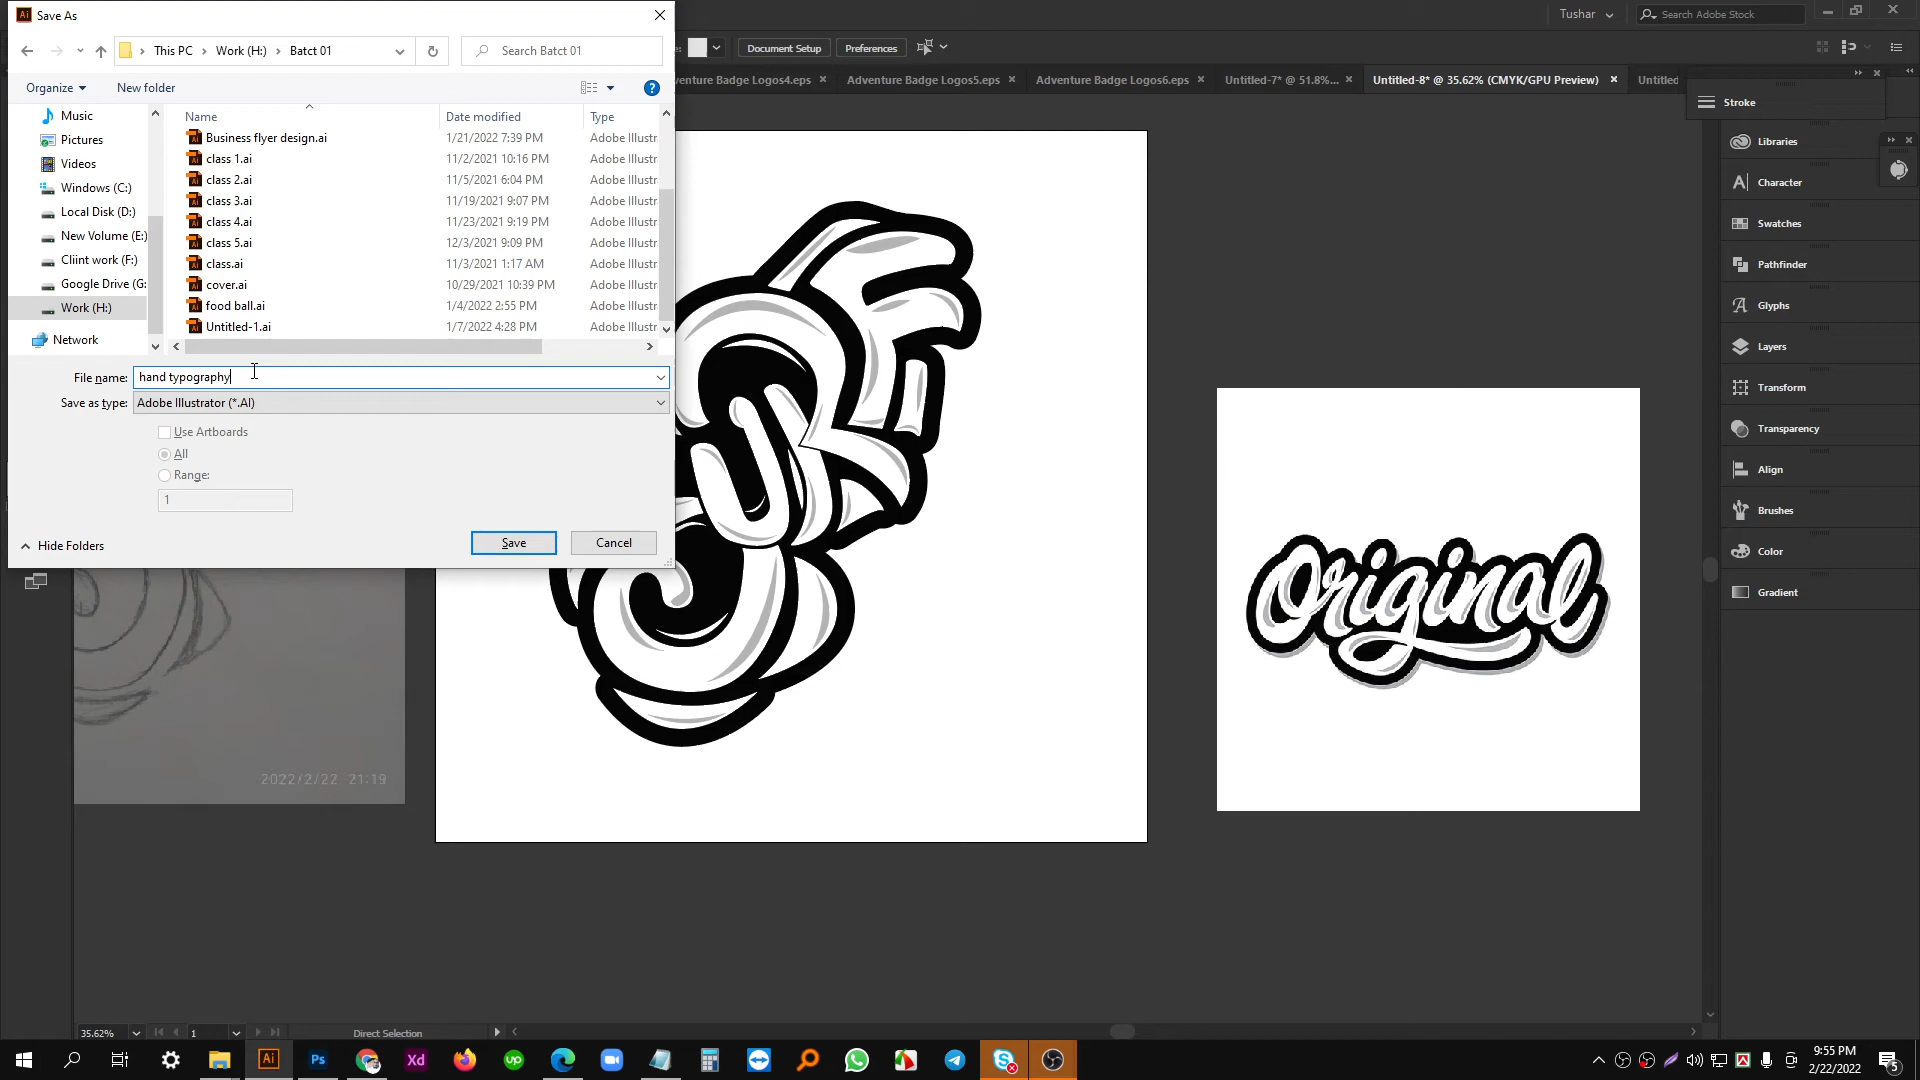 Save As
Tushar
Search Adobe Stock
This PC
Work (H:)
Batct 01
Search Batct 01
Document Setup
Preferences
Organize
New folder
venture Badge Logos4.eps
Adventure Badge Logos5.eps
Adventure Badge Logos6.eps
Untitled-7* @ 51.8%...
Untitled-8* @ 35.62% (CMYK/GPU Preview)
Untitled
Name
Date modified
Type
Music
Pictures
Videos
Windows (C:)
Local Disk (D:)
New Volume (E:)
Cliint work (F:)
Google Drive (G:
Work (H:)
Network
Business flyer design.ai 1/21/2022 7:39 PM Adobe Illustr
class 1.ai 11/2/2021 10:16 PM Adobe Illustr
class 2.ai 11/5/2021 6:04 PM Adobe Illustr
class 3.ai 11/19/2021 9:07 PM Adobe Illustr
class 4.ai 11/23/2021 9:19 PM Adobe Illustr
class 5.ai 12/3/2021 9:09 PM Adobe Illustr
class.ai 11/3/2021 1:17 AM Adobe Illustr
cover.ai 10/29/2021 10:39 PM Adobe Illustr
food ball.ai 1/4/2022 2:55 PM Adobe Illustr
Untitled-1.ai 1/7/2022 4:28 PM Adobe Illustr
File name: hand typography
Save as type: Adobe Illustrator (*.AI)
Use Artboards
All
Range:
1
Hide Folders
Save
Cancel
Stroke
Libraries
Character
Swatches
Pathfinder
Glyphs
Layers
Transform
Transparency
Align
Brushes
Color
Gradient
Original
2022/2/22 21:19
35.62%
1
Direct Selection
9:55 PM
2/22/2022
5